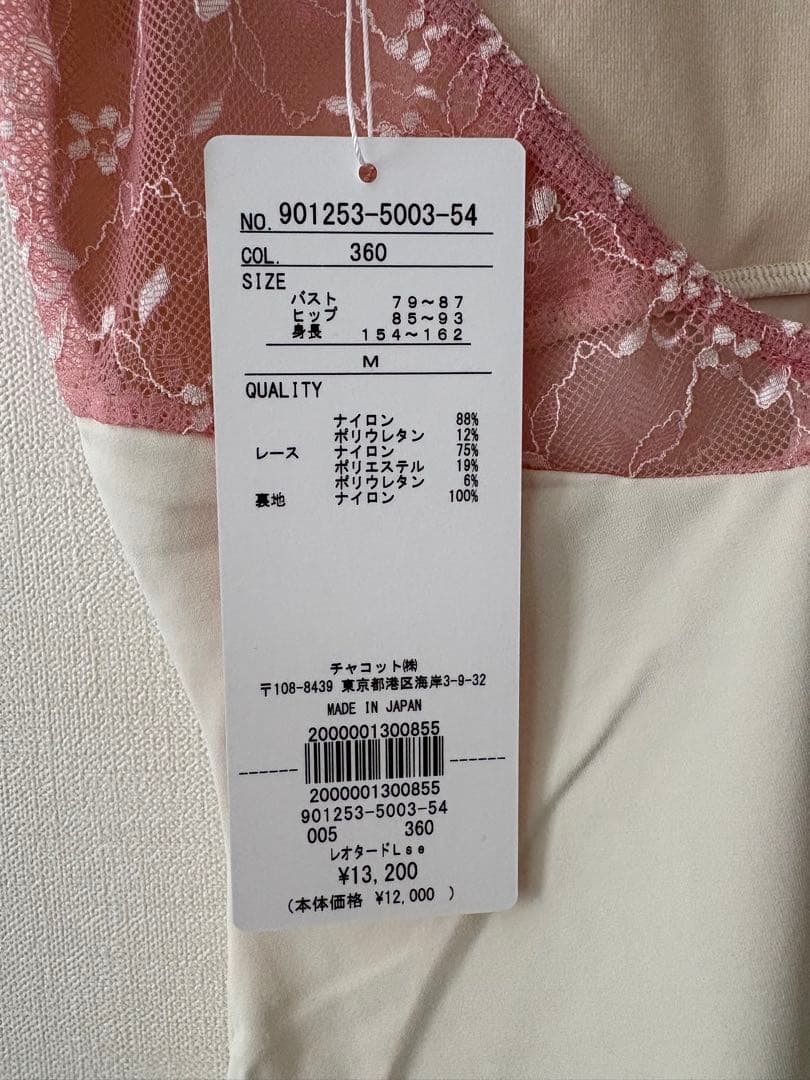 NO. 901253-5003-54
COL. 360
SIZE
バスト 79～87
ヒップ 85～93
身長 154～162
M
QUALITY
ナイロン 88%
ポリウレタン 12%
レース ナイロン 75%
ポリエステル 19%
ポリウレタン 6%
裏地 ナイロン 100%
チャコット㈱
〒108-8439 東京都港区海岸3-9-32
MADE IN JAPAN
2000001300855
2000001300855
901253-5003-54
005 360
レオタードLse
¥13,200
(本体価格 ¥12,000 )